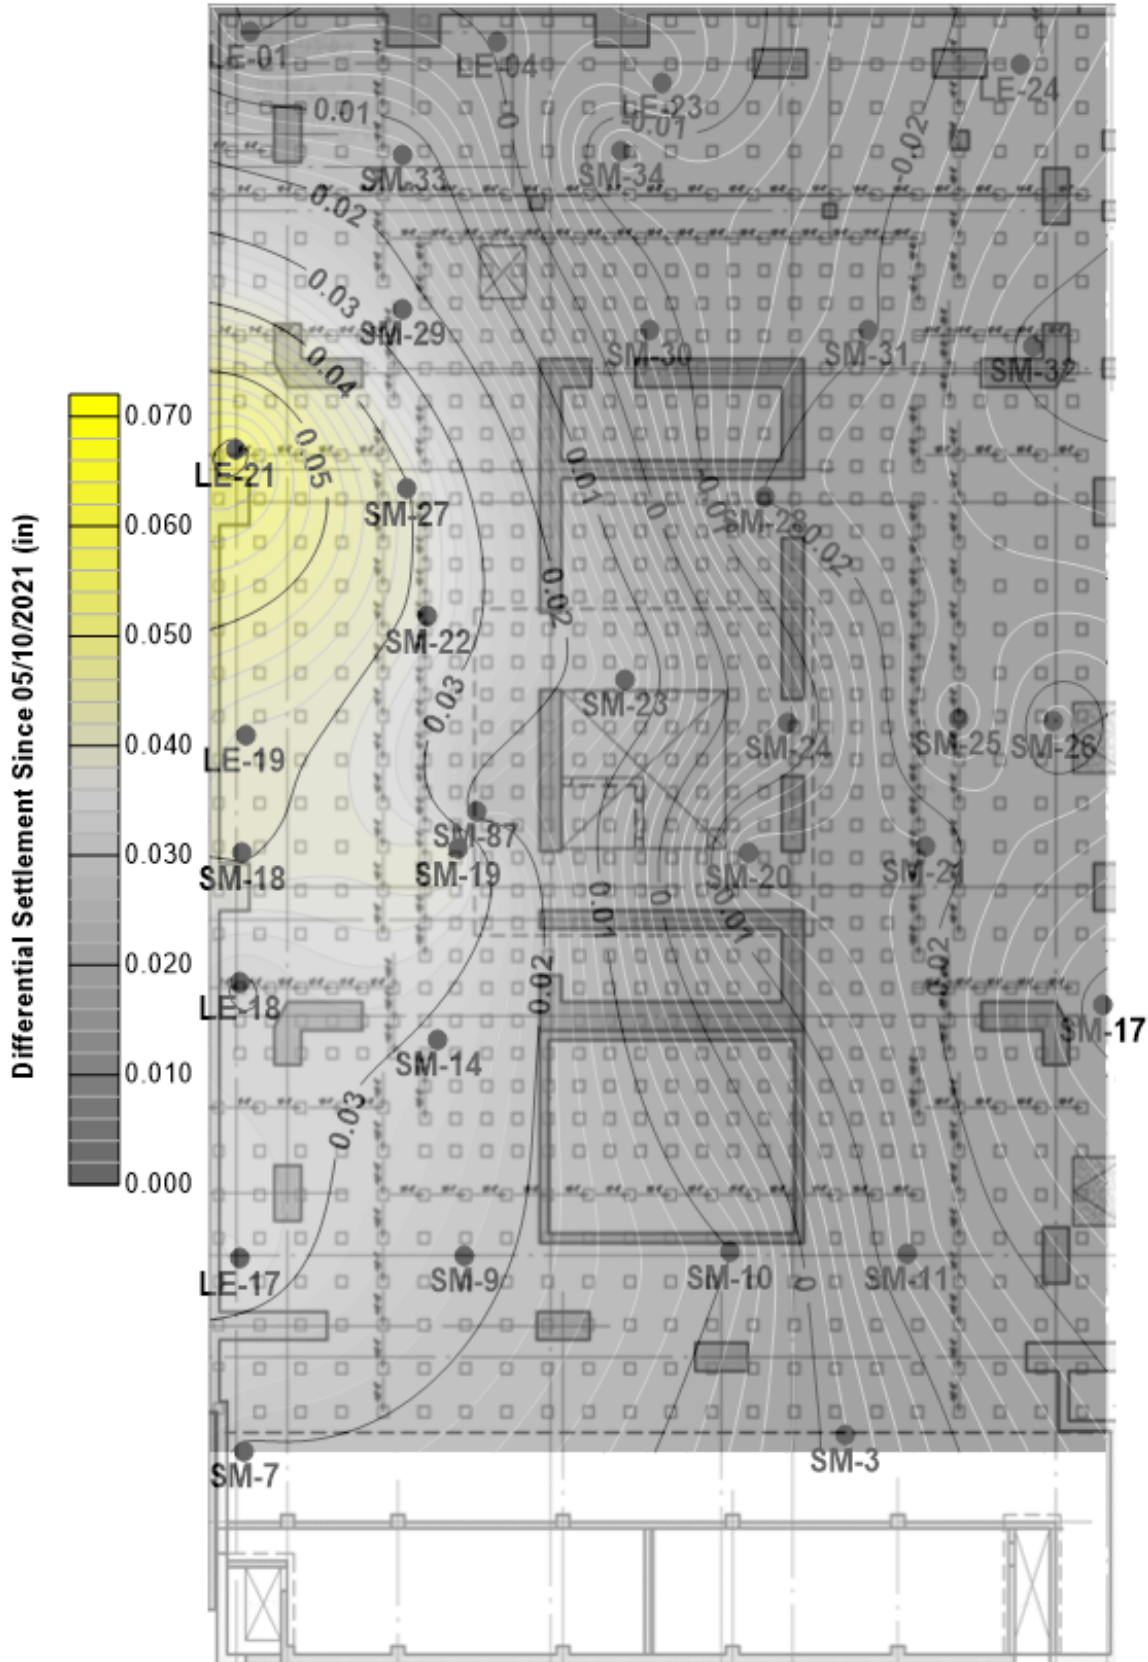 LE-01
LE-04
LE-23
LE-24
0.01
0
-0.01
-0.02
SM-33
SM-34
0.02
0.03
SM-29
SM-30
SM-31
SM-32
0.04
0.05
LE-21
SM-27
0.01
0
-0.01
SM-28
-0.02
Differential Settlement Since 05/10/2021 (in)
0.070
0.060
0.050
0.040
0.030
0.020
0.010
0.000
0.02
SM-22
0.03
SM-23
SM-24
SM-25
SM-26
LE-19
SM-87
SM-18
SM-19
SM-20
SM-21
0.01
0
0.01
0.02
0.02
LE-18
SM-17
SM-14
0.03
LE-17
SM-9
SM-10
SM-11
0
SM-7
SM-3